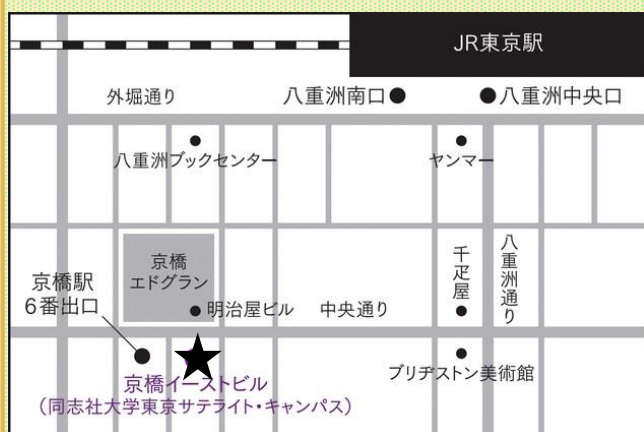 JR東京駅
外堀通り
八重洲南口
八重洲中央口
八重洲ブックセンター
ヤンマー
京橋
エドグラン
千疋屋
八重洲通り
京橋駅
6番出口
明治屋ビル
中央通り
ブリヂストン美術館
京橋イーストビル
（同志社大学東京サテライト・キャンパス）